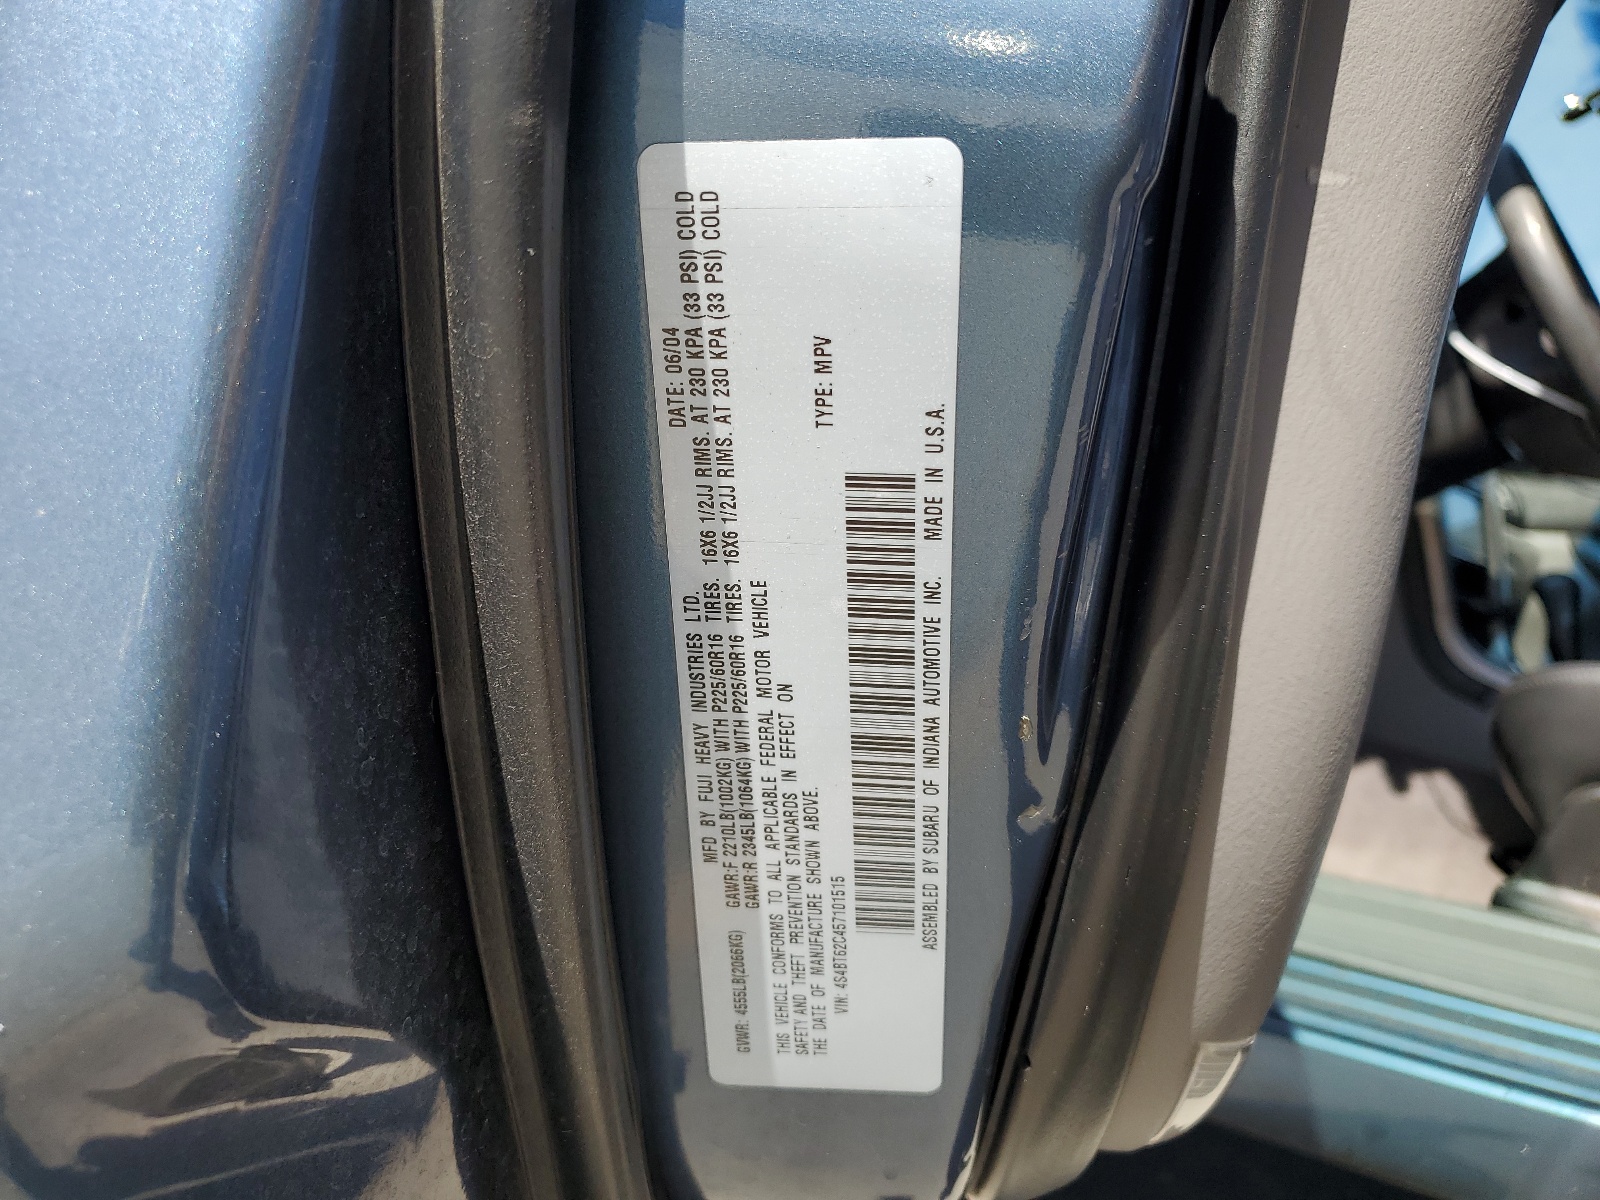 MFD BY FUJI HEAVY INDUSTRIES LTD. DATE: 06/04
GVWR: 4555LB(2066KG) GAWR:F 2210LB(1002KG) WITH P225/60R16 TIRES. 16X6 1/2JJ RIMS. AT 230 KPA (33 PSI) COLD
GAWR:R 2345LB(1064KG) WITH P225/60R16 TIRES. 16X6 1/2JJ RIMS. AT 230 KPA (33 PSI) COLD
THIS VEHICLE CONFORMS TO ALL APPLICABLE FEDERAL MOTOR VEHICLE
SAFETY AND THEFT PREVENTION STANDARDS IN EFFECT ON
THE DATE OF MANUFACTURE SHOWN ABOVE.
VIN: 4S4BT62C457101515 TYPE: MPV
ASSEMBLED BY SUBARU OF INDIANA AUTOMOTIVE INC. MADE IN U.S.A.